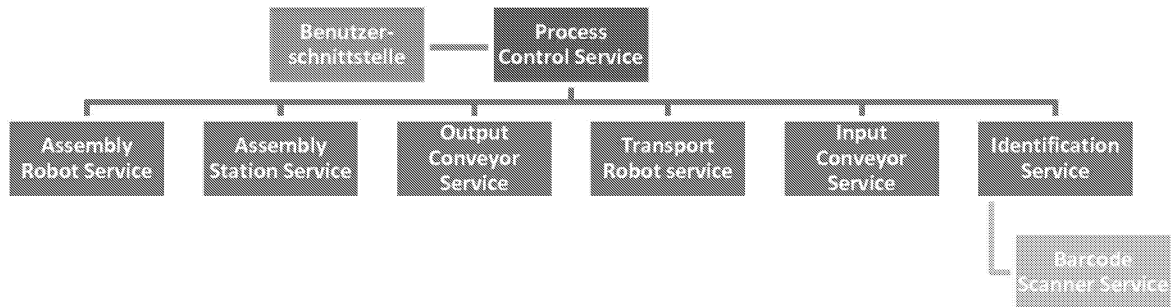 Benutzer-
schnittstelle
Process
Control Service
Assembly
Robot Service
Assembly
Station Service
Output
Conveyor
Service
Transport
Robot service
Input
Conveyor
Service
Identification
Service
Barcode
Scanner Service